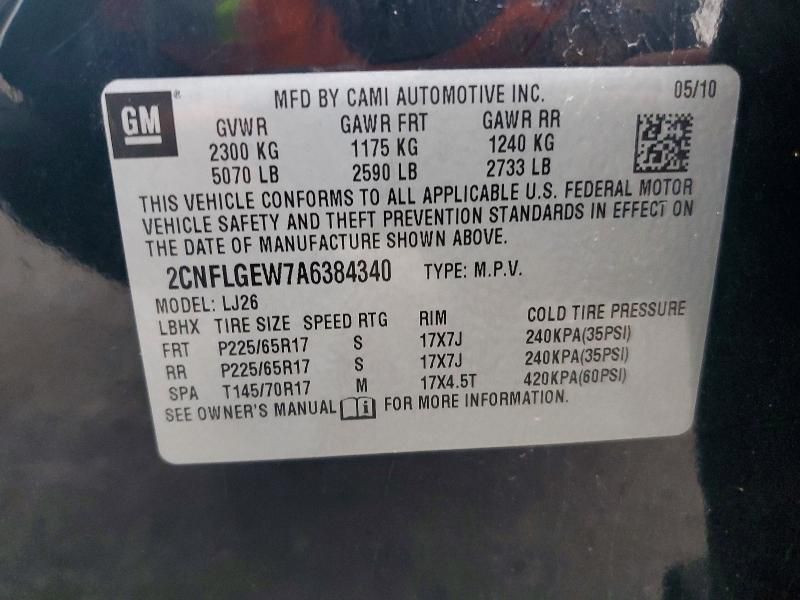 GM® MFD BY CAMI AUTOMOTIVE INC. 05/10
GVWR GAWR FRT GAWR RR
2300 KG 1175 KG 1240 KG
5070 LB 2590 LB 2733 LB
THIS VEHICLE CONFORMS TO ALL APPLICABLE U.S. FEDERAL MOTOR
VEHICLE SAFETY AND THEFT PREVENTION STANDARDS IN EFFECT ON
THE DATE OF MANUFACTURE SHOWN ABOVE.
2CNFLGEW7A6384340 TYPE: M.P.V.
MODEL: LJ26
LBHX TIRE SIZE SPEED RTG RIM COLD TIRE PRESSURE
FRT P225/65R17 S 17X7J 240KPA(35PSI)
RR P225/65R17 S 17X7J 240KPA(35PSI)
SPA T145/70R17 M 17X4.5T 420KPA(60PSI)
SEE OWNER'S MANUAL i FOR MORE INFORMATION.